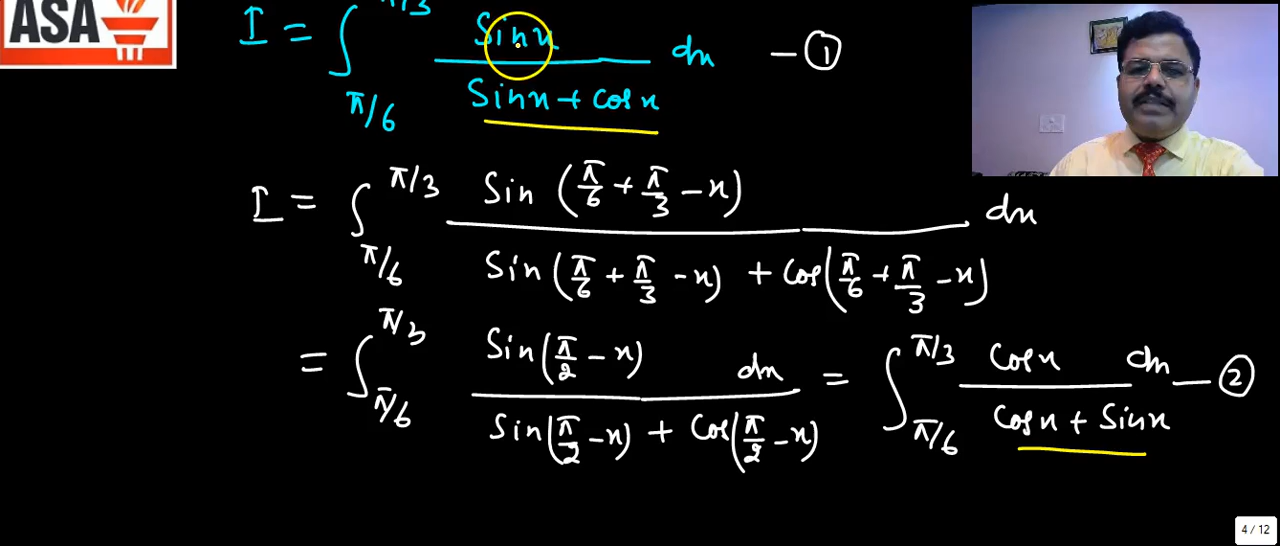 ASA
I = ∫_{π/6}^{π/3} Sinx / (Sinx + Cosx) dx — ①
I = ∫_{π/6}^{π/3} Sin(π/6 + π/3 - x) / (Sin(π/6 + π/3 - x) + Cos(π/6 + π/3 - x)) dx
= ∫_{π/6}^{π/3} Sin(π/2 - x) / (Sin(π/2 - x) + Cos(π/2 - x)) dx = ∫_{π/6}^{π/3} Cosx / (Cosx + Sinx) dx — ②
4 / 12